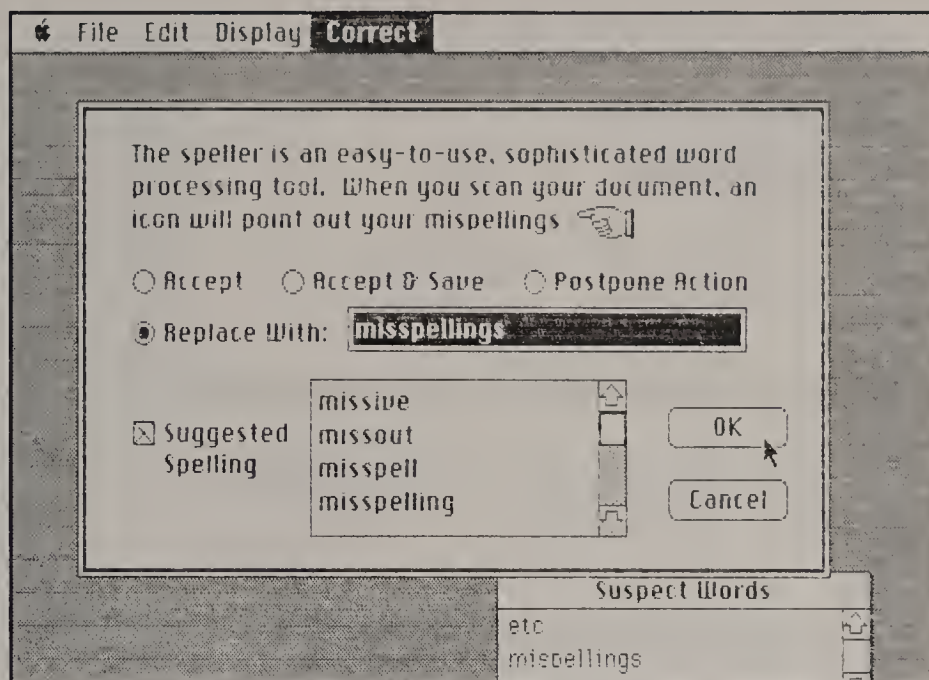 File Edit Display Correct
The speller is an easy-to-use, sophisticated word
processing tool. When you scan your document, an
icon will point out your mispellings
Accept Accept & Save Postpone Action
Replace With: misspellings
missive
missout
misspell
misspelling
Suggested
Spelling
OK
Cancel
Suspect Words
etc
mispellings